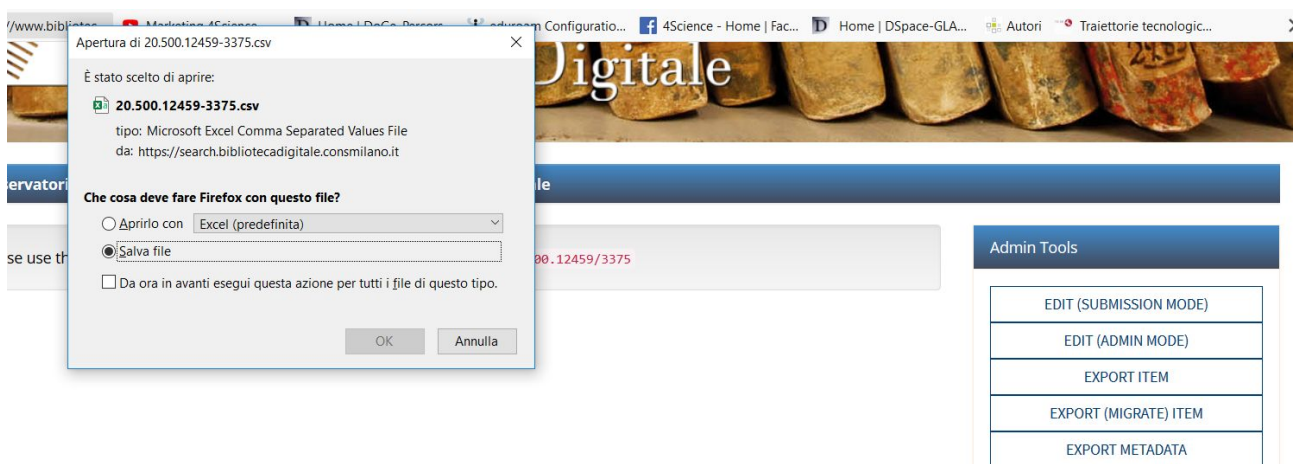 //www.bibliotec... Marketing 4Science Home | DoGe-Percors... eduroam Configuratio... 4Science - Home | Fac... Home | DSpace-GLA... Autori Traiettorie tecnologic...
Digitale
Apertura di 20.500.12459-3375.csv
È stato scelto di aprire:
20.500.12459-3375.csv
tipo: Microsoft Excel Comma Separated Values File
da: https://search.bibliotecadigitale.consmilano.it
Che cosa deve fare Firefox con questo file?
Aprirlo con Excel (predefinita)
Salva file
Da ora in avanti esegui questa azione per tutti i file di questo tipo.
OK Annulla
servatori
le
se use th
00.12459/3375
Admin Tools
EDIT (SUBMISSION MODE)
EDIT (ADMIN MODE)
EXPORT ITEM
EXPORT (MIGRATE) ITEM
EXPORT METADATA